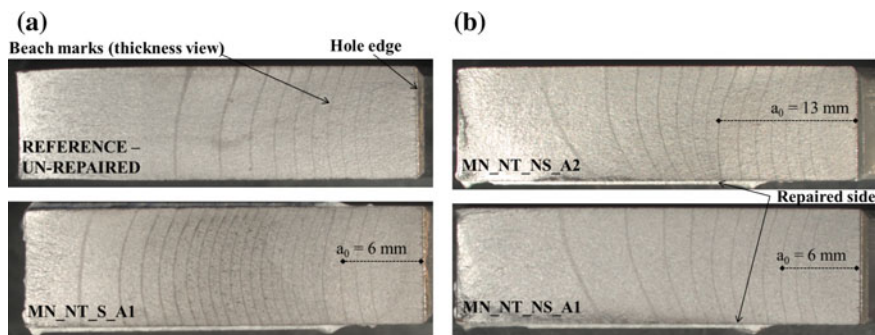 (a)
Beach marks (thickness view)
Hole edge
REFERENCE –
UN-REPAIRED
a₀ = 6 mm
MN_NT_S_A1
(b)
a₀ = 13 mm
MN_NT_NS_A2
Repaired side
a₀ = 6 mm
MN_NT_NS_A1